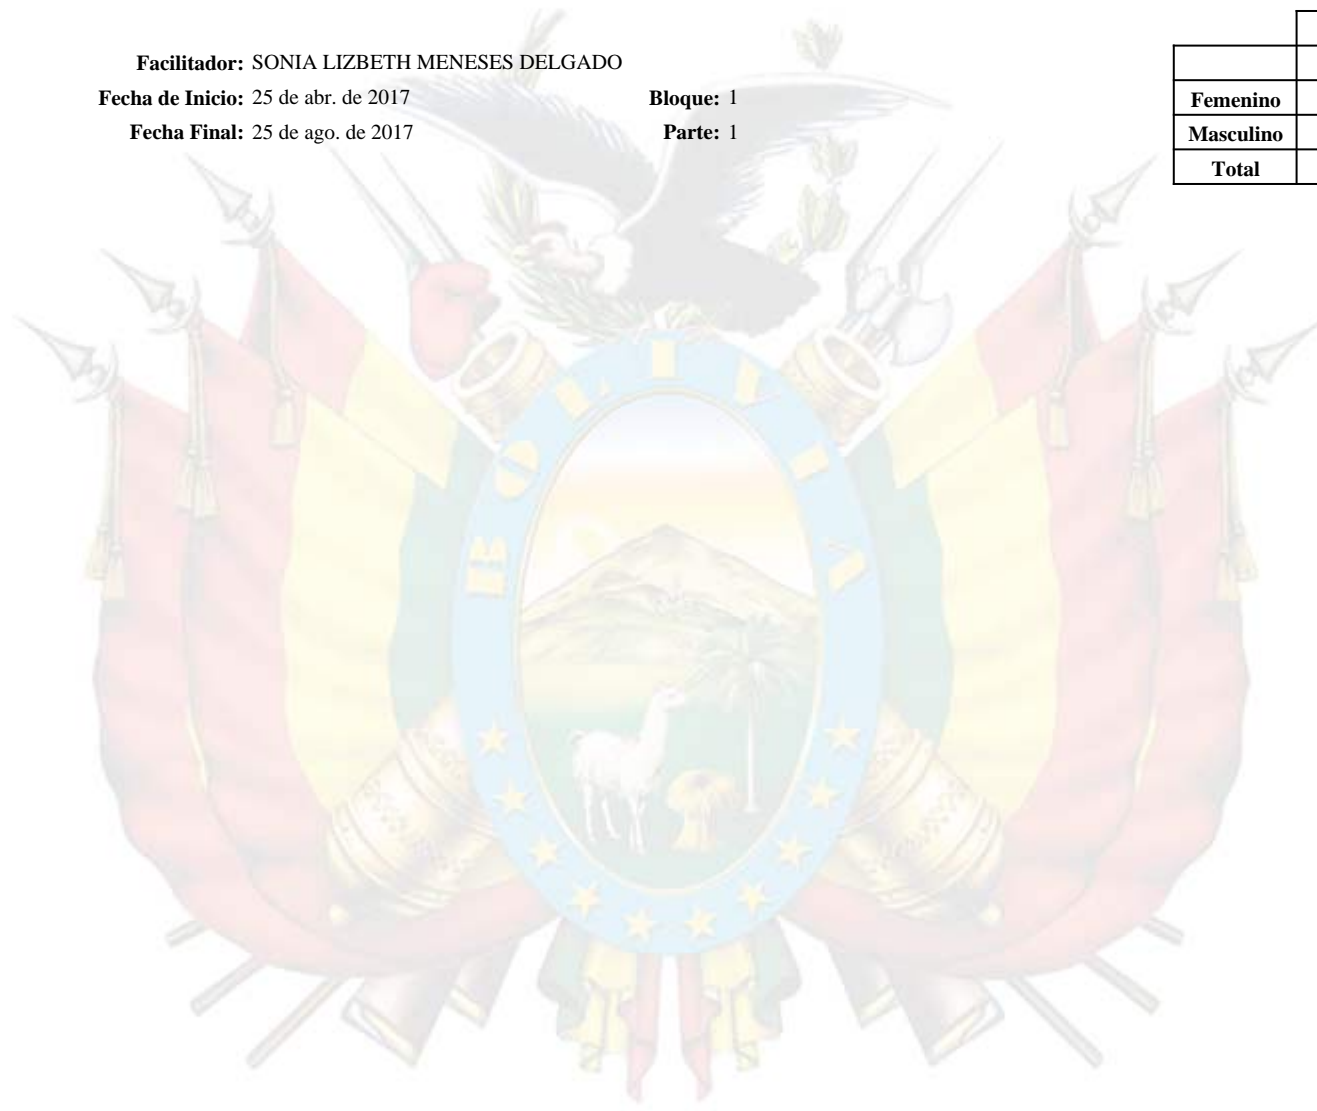 Facilitador: SONIA LIZBETH MENESES DELGADO
Fecha de Inicio: 25 de abr. de 2017 Bloque: 1
Fecha Final: 25 de ago. de 2017 Parte: 1
Femenino
Masculino
Total
BOLIVIA